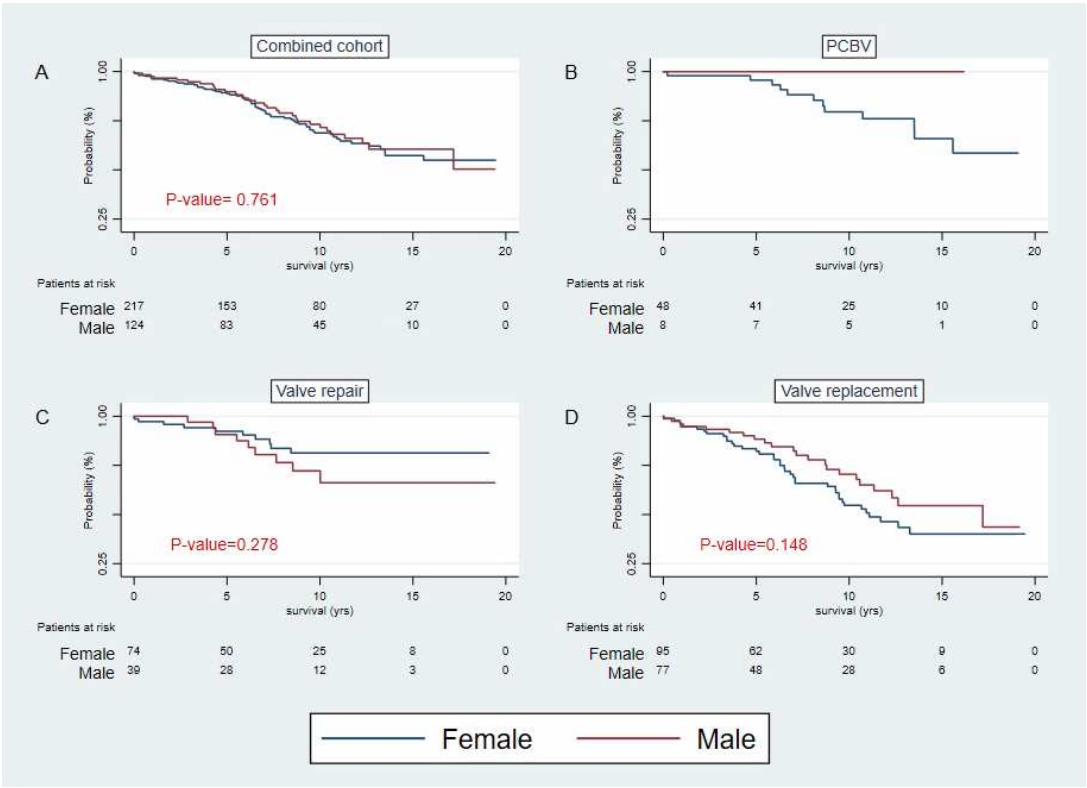 Combined cohort
A
1.00
Probability (%)
0.25
P-value= 0.761
0 5 10 15 20
survival (yrs)
Patients at risk
Female 217 153 80 27 0
Male 124 83 45 10 0
PCBV
B
1.00
Probability (%)
0.25
0 5 10 15 20
survival (yrs)
Patients at risk
Female 48 41 25 10 0
Male 8 7 5 1 0
Valve repair
C
1.00
Probability (%)
0.25
P-value=0.278
0 5 10 15 20
survival (yrs)
Patients at risk
Female 74 50 25 8 0
Male 39 28 12 3 0
Valve replacement
D
1.00
Probability (%)
0.25
P-value=0.148
0 5 10 15 20
survival (yrs)
Patients at risk
Female 95 62 30 9 0
Male 77 48 28 6 0
Female Male